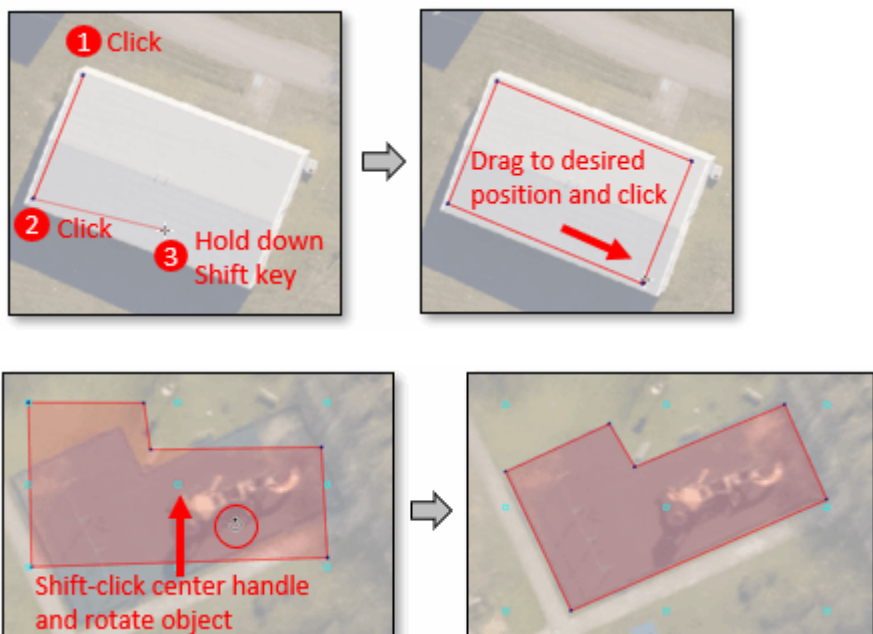 1 Click
2 Click
3 Hold down
Shift key
Drag to desired
position and click
Shift-click center handle
and rotate object